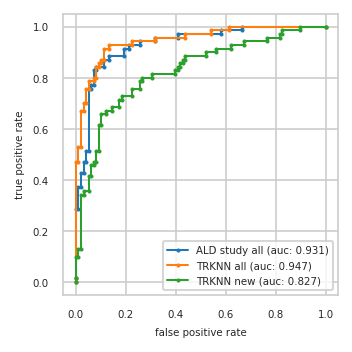 1.0
0.8
0.6
0.4
0.2
0.0
true positive rate
ALD study all (auc: 0.931)
TRKNN all (auc: 0.947)
TRKNN new (auc: 0.827)
0.0 0.2 0.4 0.6 0.8 1.0
false positive rate